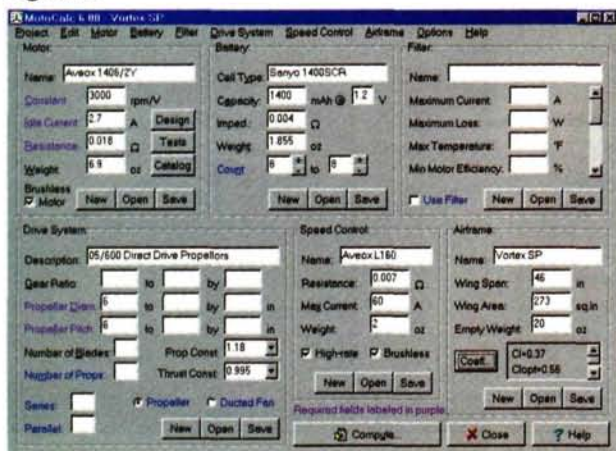 MotoCalc 6.00 - Vortex SP
Project Edit Motor Battery Filter Drive System Speed Control Airframe Options Help
Motor:
Name: Aveox 1406/2Y
Constant: 3000 rpm/V
Idle Current: 2.7 A Design
Resistance: 0.018 Ω Tests
Weight: 6.9 oz Catalog
Brushless Motor New Open Save
Battery:
Cell Type: Sanyo 1400SCR
Capacity: 1400 mAh @ 1.2 V
Imped.: 0.004 Ω
Weight: 1.855 oz
Count: 8 to 8
New Open Save
Filter:
Name:
Maximum Current: A
Maximum Loss: W
Max Temperature: °F
Min Motor Efficiency: %
Use Filter New Open Save
Drive System:
Description: 05/600 Direct Drive Propellors
Gear Ratio: to by
Propeller Diam: 6 to by in
Propeller Pitch: 6 to by in
Number of Blades: Prop Const: 1.18
Number of Props: Thrust Const: 0.995
Series: Propeller Ducted Fan
Parallel: New Open Save
Speed Control:
Name: Aveox L160
Resistance: 0.007 Ω
Max Current: 60 A
Weight: 2 oz
High-rate Brushless
New Open Save
Airframe:
Name: Vortex SP
Wing Span: 46 in
Wing Area: 273 sq.in
Empty Weight: 20 oz
Coeff. Cl=0.37
Clopt=0.56
New Open Save
Required fields labeled in purple.
Compute... Close Help